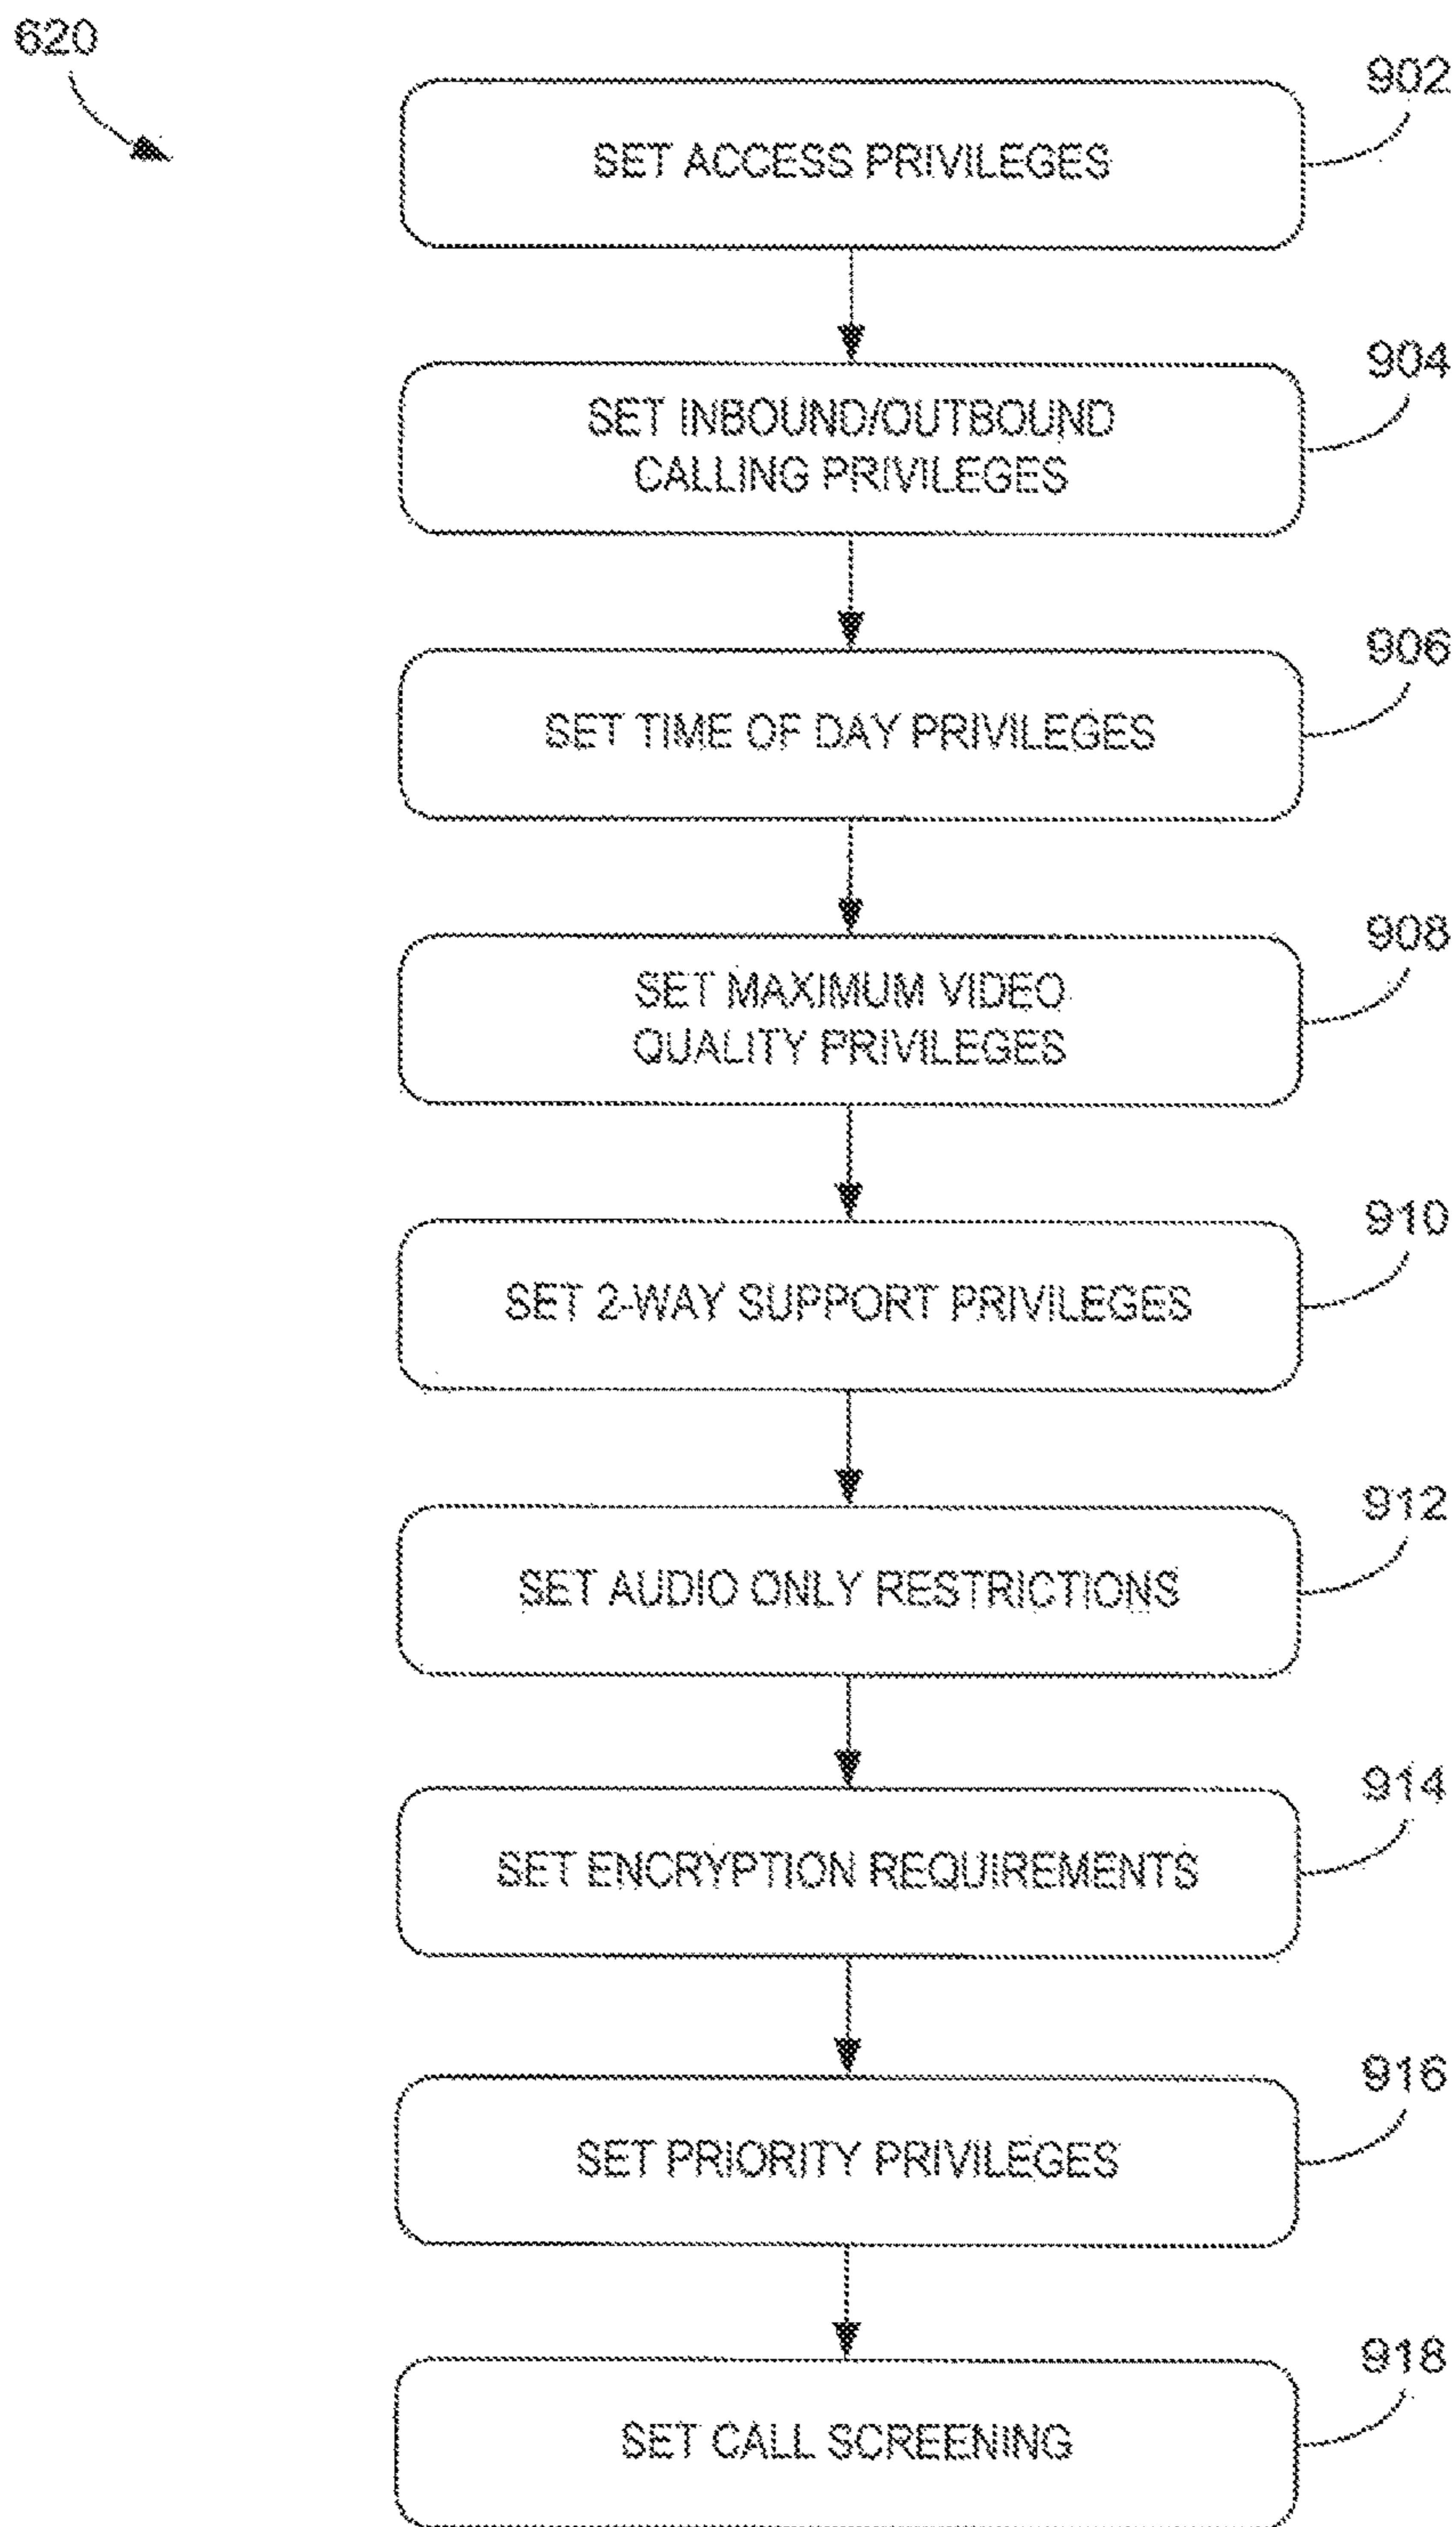 620
SET ACCESS PRIVILEGES
902
SET INBOUND/OUTBOUND
CALLING PRIVILEGES
904
SET TIME OF DAY PRIVILEGES
906
SET MAXIMUM VIDEO
QUALITY PRIVILEGES
908
SET 2-WAY SUPPORT PRIVILEGES
910
SET AUDIO ONLY RESTRICTIONS
912
SET ENCRYPTION REQUIREMENTS
914
SET PRIORITY PRIVILEGES
916
SET CALL SCREENING
918